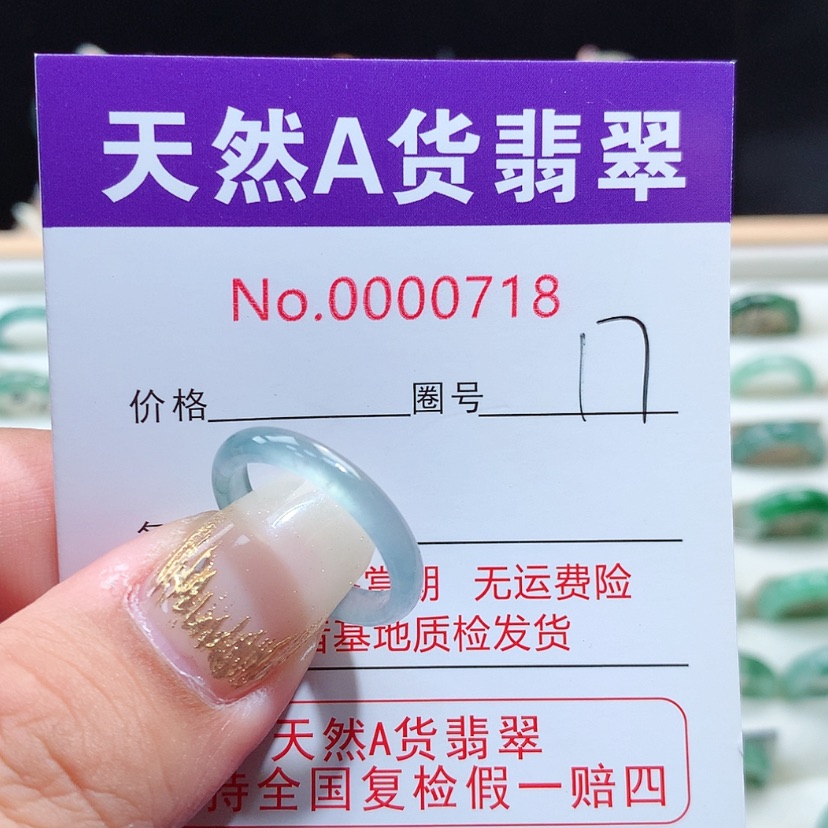 天然A货翡翠
No.0000718
价格 圈号 17
赏期 无运费险
基地质检发货
天然A货翡翠
持全国复检假一赔四